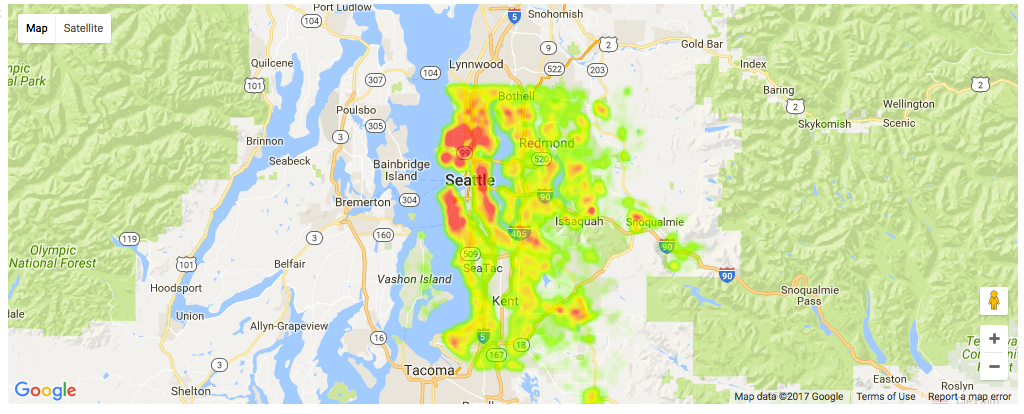 Port Ludlow
Snohomish
5
104
Map
Satellite
9
2
Gold Bar
Quilcene
Lynnwood
522
203
Index
104
101
307
2
Bothell
Baring
2
Poulsbo
305
Wellington
Skykomish
Scenic
3
Brinnon
Redmond
99
520
Seabeck
Bainbridge
Island
Seattle
Bremerton
304
90
Issaquah
Snoqualmie
119
3
160
405
90
Olympic
National Forest
509
101
Belfair
SeaTac
90
Vashon Island
Hoodsport
Snoqualmie
Pass
Kent
Union
Allyn-Grapeview
16
5
18
167
3
Tacoma
Easton
Shelton
Roslyn
Google
Map data ©2017 Google
Terms of Use
Report a map error